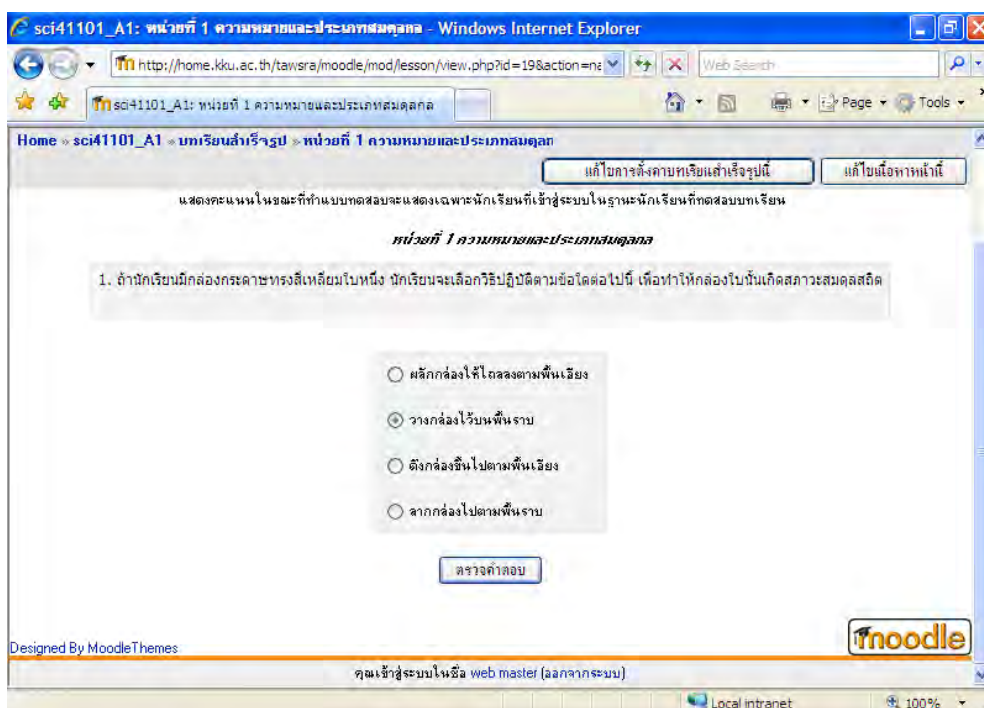 sci41101_A1: หน่วยที่ 1 ความหมายและประเภทสมดุลกล - Windows Internet Explorer
http://home.kku.ac.th/tawsra/moodle/mod/lesson/view.php?id=19&action=ne
Web Search
sci41101_A1: หน่วยที่ 1 ความหมายและประเภทสมดุลกล
Page
Tools
Home » sci41101_A1 » บทเรียนสำเร็จรูป » หน่วยที่ 1 ความหมายและประเภทสมดุลก
แก้ไขการตั้งค่าบทเรียนสำเร็จรูปนี้
แก้ไขเนื้อหาหน้านี้
แสดงคะแนนในขณะที่ทำแบบทดสอบจะแสดงเฉพาะนักเรียนที่เข้าสู่ระบบในฐานะนักเรียนที่ทดสอบบทเรียน
หน่วยที่ 1 ความหมายและประเภทสมดุลกล
1. ถ้านักเรียนมีกล่องกระดาษทรงสี่เหลี่ยมใบหนึ่ง นักเรียนจะเลือกวิธีปฏิบัติตามข้อใดต่อไปนี้ เพื่อทำให้กล่องใบนั้นเกิดสภาวะสมดุลสถิต
ผลักกล่องให้ไถลลงตามพื้นเอียง
วางกล่องไว้บนพื้นราบ
ดึงกล่องขึ้นไปตามพื้นเอียง
ลากกล่องไปตามพื้นราบ
ตรวจคำตอบ
moodle
Designed By MoodleThemes
คุณเข้าสู่ระบบในชื่อ web master (ออกจากระบบ)
Local intranet
100%